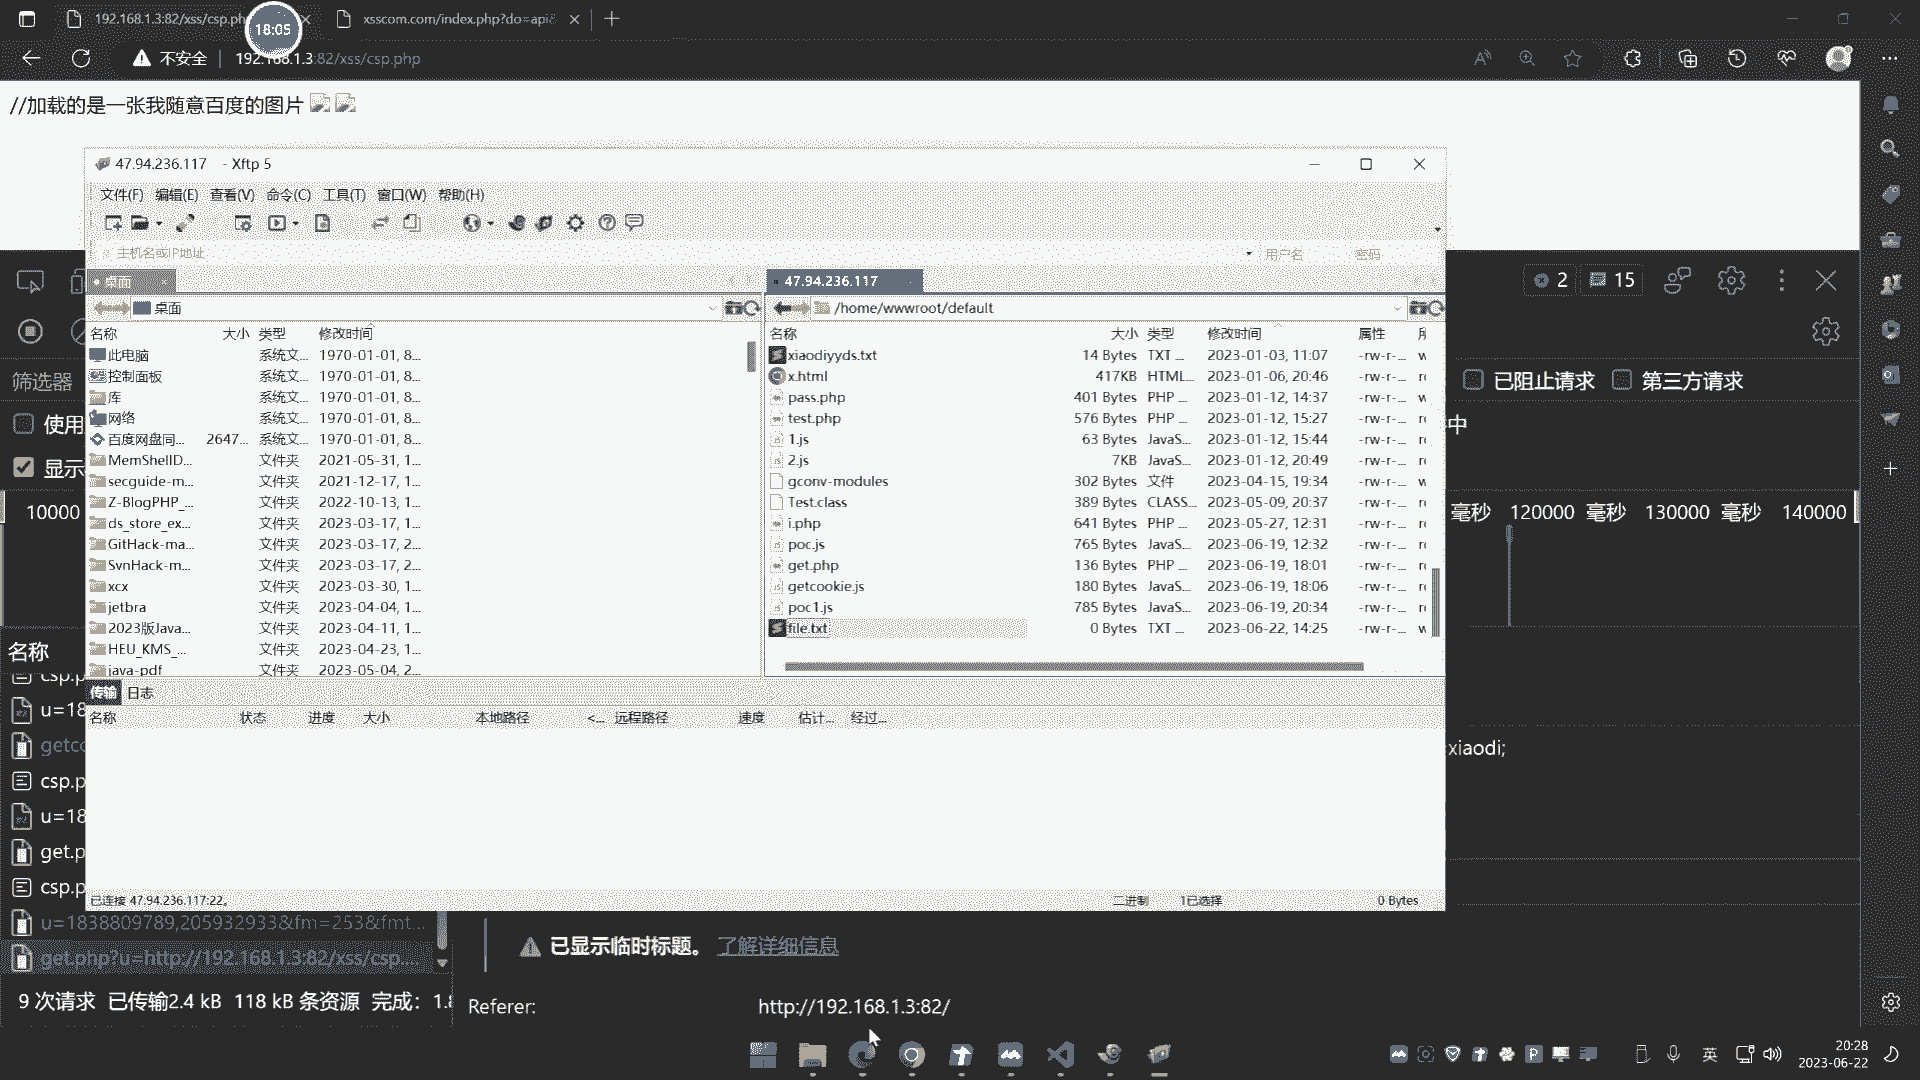 192.168.1.3:82/xss/csp.ph
18:05
xsscom.com/index.php?do=api&
不安全
192.168.1.3:82/xss/csp.php
//加载的是一张我随意百度的图片
47.94.236.117 - Xftp 5
文件(F) 编辑(E) 查看(V) 命令(C) 工具(T) 窗口(W) 帮助(H)
主机名或IP地址 用户名 密码
桌面
47.94.236.117
桌面
/home/wwwroot/default
名称 大小 类型 修改时间
此电脑 系统文... 1970-01-01, 8...
控制面板 系统文... 1970-01-01, 8...
库 系统文... 1970-01-01, 8...
网络 系统文... 1970-01-01, 8...
百度网盘同... 2647... 系统文... 1970-01-01, 8...
MemShellD... 文件夹 2021-05-31, 1...
secguide-m... 文件夹 2021-12-17, 1...
Z-BlogPHP_... 文件夹 2022-10-13, 1...
ds_store_ex... 文件夹 2023-03-17, 1...
GitHack-ma... 文件夹 2023-03-17, 2...
SvnHack-m... 文件夹 2023-03-17, 2...
xcx 文件夹 2023-03-30, 1...
jetbra 文件夹 2023-04-04, 1...
2023版Java... 文件夹 2023-04-11, 1...
HEU_KMS_... 文件夹 2023-04-23, 1...
java-pdf 文件夹 2023-05-04, 2...
名称 大小 类型 修改时间 属性
xiaodiyyds.txt 14 Bytes TXT ... 2023-01-03, 11:07 -rw-r-... w
x.html 417KB HTML... 2023-01-06, 20:46 -rw-r-...
pass.php 401 Bytes PHP ... 2023-01-12, 14:37 -rw-r-... w
test.php 576 Bytes PHP ... 2023-01-12, 15:27 -rw-r-...
1.js 63 Bytes JavaS... 2023-01-12, 15:44 -rw-r-...
2.js 7KB JavaS... 2023-01-12, 20:49 -rw-r-...
gconv-modules 302 Bytes 文件 2023-04-15, 19:34 -rw-r-... w
Test.class 389 Bytes CLASS... 2023-05-09, 20:37 -rw-r-...
i.php 641 Bytes PHP ... 2023-05-27, 12:31 -rw-r-...
poc.js 765 Bytes JavaS... 2023-06-19, 12:32 -rw-r-...
get.php 136 Bytes PHP ... 2023-06-19, 18:01 -rw-r-...
getcookie.js 180 Bytes JavaS... 2023-06-19, 18:06 -rw-r-...
poc1.js 785 Bytes JavaS... 2023-06-19, 20:34 -rw-r-...
file.txt 0 Bytes TXT ... 2023-06-22, 14:25 -rw-r-... w
传输 日志
名称 状态 进度 大小 本地路径 <... 远程路径 速度 估计... 经过...
已连接 47.94.236.117:22。 二进制 1已选择 0 Bytes
2 15
筛选器
已阻止请求 第三方请求
使用
中
显示
10000
毫秒 120000 毫秒 130000 毫秒 140000
名称
csp.p
u=18
getco
csp.p
u=18
get.p
csp.p
u=1838809789,205932933&fm=253&fmt...
get.php?u=http://192.168.1.3:82/xss/csp....
xiaodi;
已显示临时标题。 了解详细信息
9 次请求 已传输2.4 kB 118 kB 条资源 完成: 1.
Referer: http://192.168.1.3:82/
英
20:28
2023-06-22